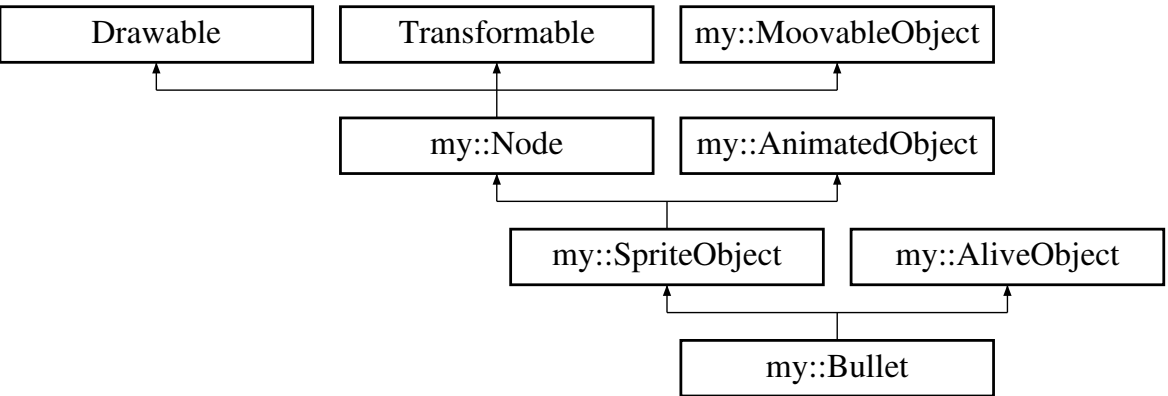 Drawable
Transformable
my::MoovableObject
my::Node
my::AnimatedObject
my::SpriteObject
my::AliveObject
my::Bullet